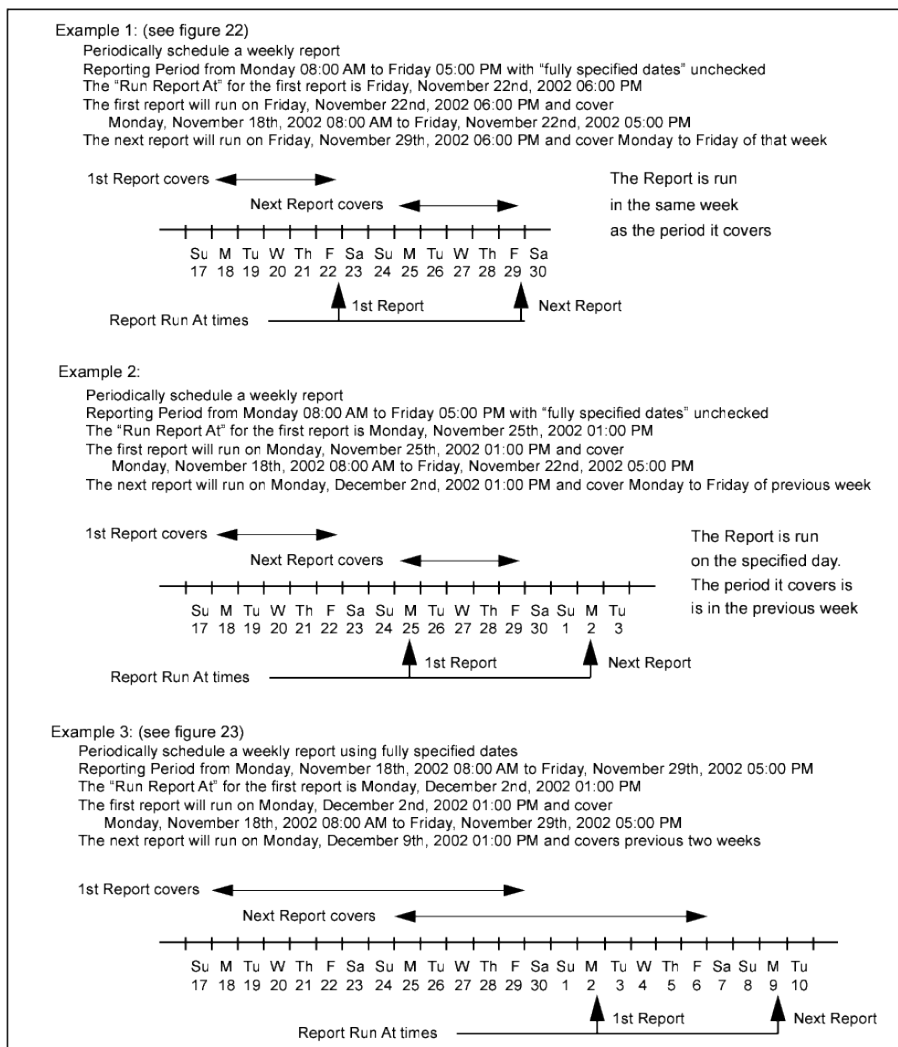 Example 1: (see figure 22)
Periodically schedule a weekly report
Reporting Period from Monday 08:00 AM to Friday 05:00 PM with “fully specified dates” unchecked
The “Run Report At” for the first report is Friday, November 22nd, 2002 06:00 PM
The first report will run on Friday, November 22nd, 2002 06:00 PM and cover
Monday, November 18th, 2002 08:00 AM to Friday, November 22nd, 2002 05:00 PM
The next report will run on Friday, November 29th, 2002 06:00 PM and cover Monday to Friday of that week
1st Report covers
Next Report covers
The Report is run
in the same week
as the period it covers
Su M Tu W Th F Sa Su M Tu W Th F Sa
17 18 19 20 21 22 23 24 25 26 27 28 29 30
1st Report
Next Report
Report Run At times
Example 2:
Periodically schedule a weekly report
Reporting Period from Monday 08:00 AM to Friday 05:00 PM with “fully specified dates” unchecked
The “Run Report At” for the first report is Monday, November 25th, 2002 01:00 PM
The first report will run on Monday, November 25th, 2002 01:00 PM and cover
Monday, November 18th, 2002 08:00 AM to Friday, November 22nd, 2002 05:00 PM
The next report will run on Monday, December 2nd, 2002 01:00 PM and cover Monday to Friday of previous week
1st Report covers
Next Report covers
The Report is run
on the specified day.
The period it covers is
is in the previous week
Su M Tu W Th F Sa Su M Tu W Th F Sa Su M Tu
17 18 19 20 21 22 23 24 25 26 27 28 29 30 1 2 3
1st Report
Next Report
Report Run At times
Example 3: (see figure 23)
Periodically schedule a weekly report using fully specified dates
Reporting Period from Monday, November 18th, 2002 08:00 AM to Friday, November 29th, 2002 05:00 PM
The “Run Report At” for the first report is Monday, December 2nd, 2002 01:00 PM
The first report will run on Monday, December 2nd, 2002 01:00 PM and cover
Monday, November 18th, 2002 08:00 AM to Friday, November 29th, 2002 05:00 PM
The next report will run on Monday, December 9th, 2002 01:00 PM and covers previous two weeks
1st Report covers
Next Report covers
Su M Tu W Th F Sa Su M Tu W Th F Sa Su M Tu W Th F Sa Su M Tu
17 18 19 20 21 22 23 24 25 26 27 28 29 30 1 2 3 4 5 6 7 8 9 10
1st Report
Next Report
Report Run At times